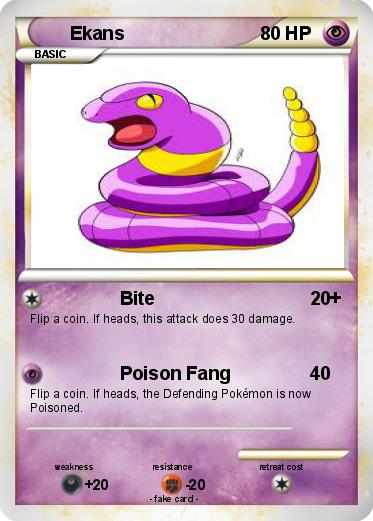 Ekans 80 HP
BASIC
Bite 20+
Flip a coin. If heads, this attack does 30 damage.
Poison Fang 40
Flip a coin. If heads, the Defending Pokémon is now
Poisoned.
weakness resistance retreat cost
+20 -20
- fake card -